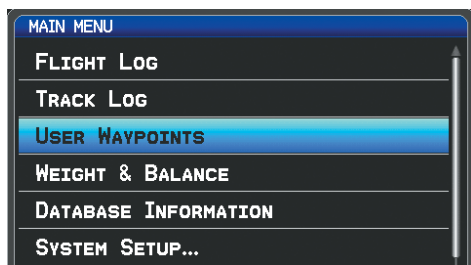 MAIN MENU
FLIGHT LOG
TRACK LOG
USER WAYPOINTS
WEIGHT & BALANCE
DATABASE INFORMATION
SYSTEM SETUP...